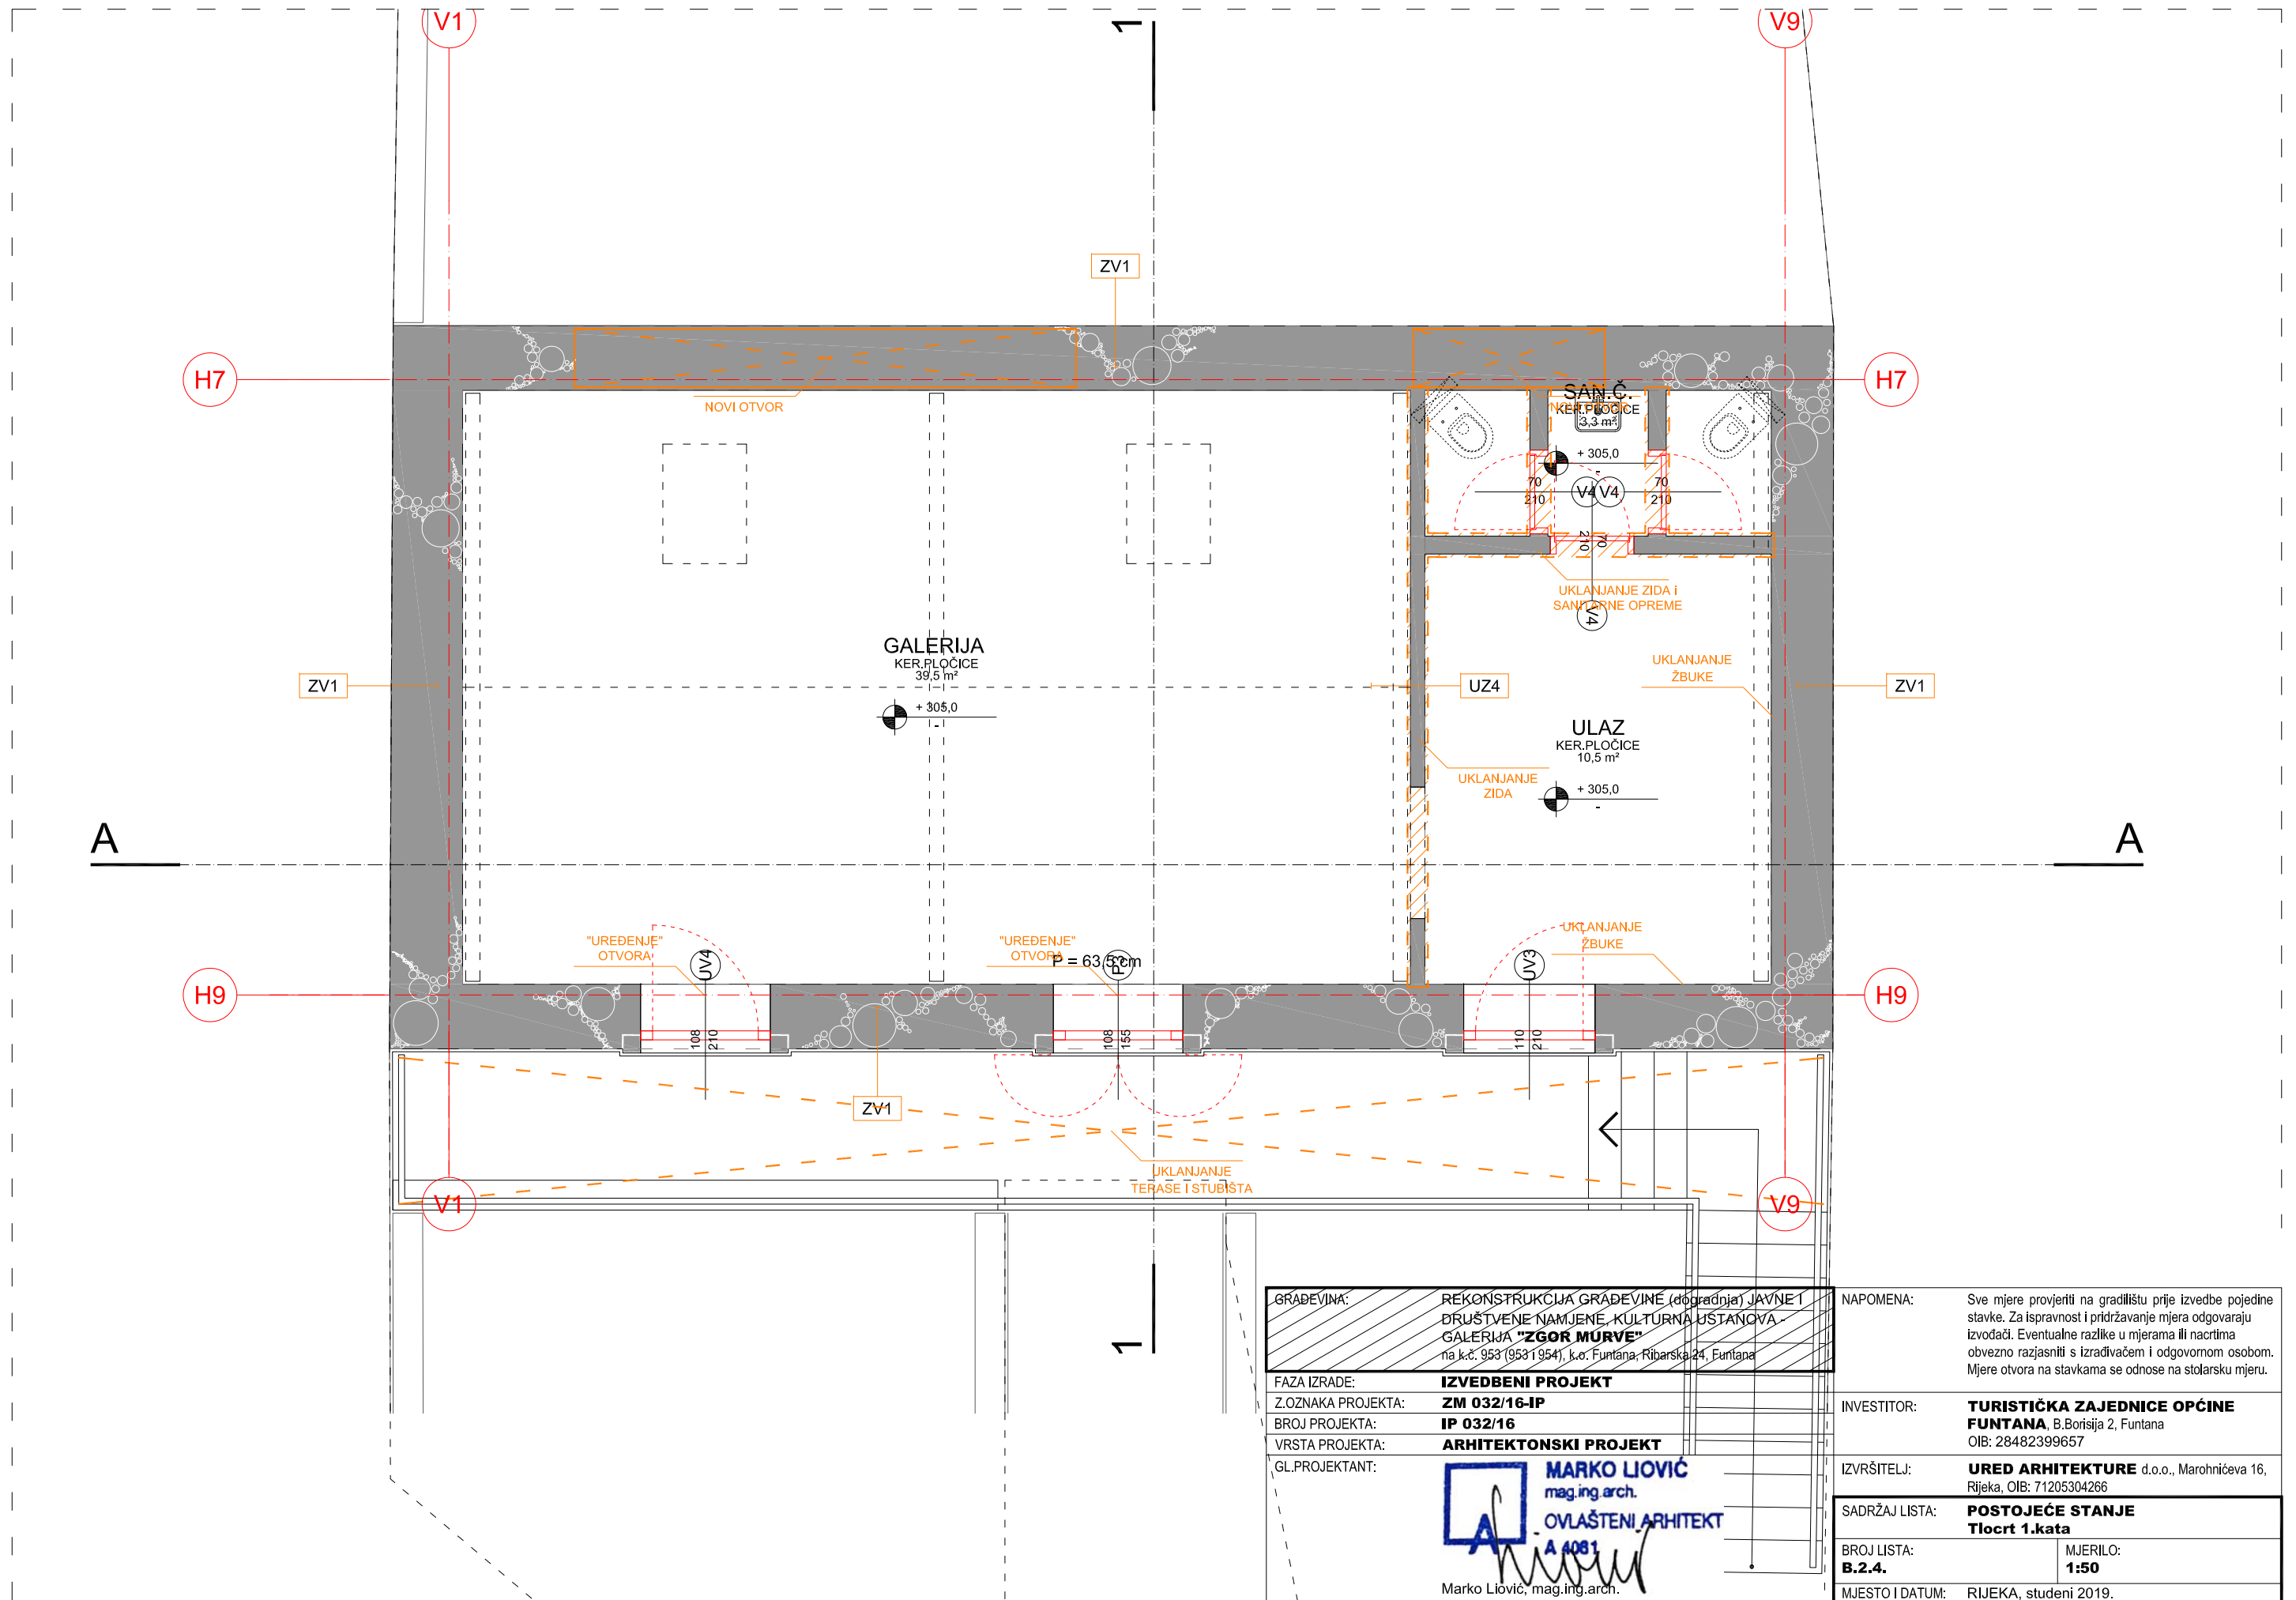 V1
1
V9
ZV1
H7
H7
NOVI OTVOR
SAN.Č.
KER.PLOČICE
NOVI OTVOR
3,3 m²
+ 305,0
-
70
210
V4
V4
70
210
70
210
V4
UKLANJANJE ZIDA i
SANITARNE OPREME
GALERIJA
KER.PLOČICE
39,5 m²
+ 305,0
-
ZV1
UZ4
UKLANJANJE
ŽBUKE
ZV1
ULAZ
KER.PLOČICE
10,5 m²
+ 305,0
-
UKLANJANJE
ZIDA
A
A
"UREĐENJE"
OTVORA
UV4
"UREĐENJE"
OTVORA
P = 63,5 cm
P3
UV3
UKLANJANJE
ŽBUKE
H9
H9
108
210
108
155
110
210
ZV1
UKLANJANJE
TERASE I STUBIŠTA
V1
V9
1
GRAĐEVINA: REKONSTRUKCIJA GRAĐEVINE (dogradnja) JAVNE I
DRUŠTVENE NAMJENE, KULTURNA USTANOVA -
GALERIJA "ZGOR MURVE"
na k.č. 953 (953 i 954), k.o. Funtana, Ribarska 24, Funtana
FAZA IZRADE: IZVEDBENI PROJEKT
Z.OZNAKA PROJEKTA: ZM 032/16-IP
BROJ PROJEKTA: IP 032/16
VRSTA PROJEKTA: ARHITEKTONSKI PROJEKT
GL.PROJEKTANT:
MARKO LIOVIĆ
mag.ing.arch.
OVLAŠTENI ARHITEKT
A 4061
Marko Liović, mag.ing.arch.
NAPOMENA: Sve mjere provjeriti na gradilištu prije izvedbe pojedine
stavke. Za ispravnost i pridržavanje mjera odgovaraju
izvođači. Eventualne razlike u mjerama ili nacrtima
obvezno razjasniti s izrađivačem i odgovornom osobom.
Mjere otvora na stavkama se odnose na stolarsku mjeru.
INVESTITOR: TURISTIČKA ZAJEDNICE OPĆINE
FUNTANA, B.Borisija 2, Funtana
OIB: 28482399657
IZVRŠITELJ: URED ARHITEKTURE d.o.o., Marohnićeva 16,
Rijeka, OIB: 71205304266
SADRŽAJ LISTA: POSTOJEĆE STANJE
Tlocrt 1.kata
BROJ LISTA: MJERILO:
B.2.4. 1:50
MJESTO I DATUM: RIJEKA, studeni 2019.